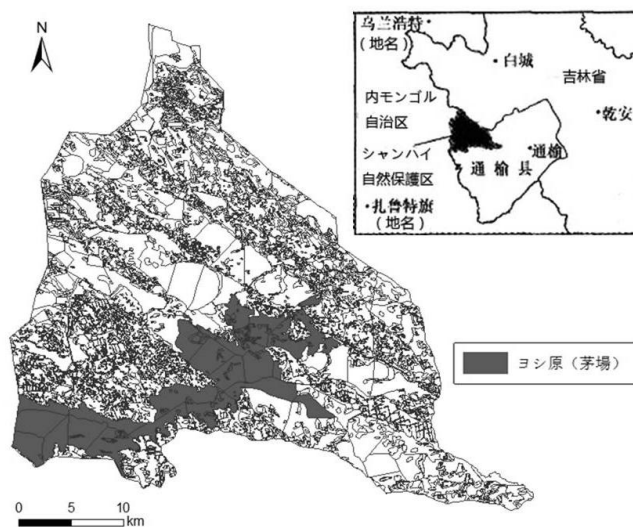 N
乌兰浩特
(地名)
白城
吉林省
内モンゴル
自治区
乾安
シャンハイ
自然保護区
通榆
通榆县
扎鲁特旗
(地名)
ヨシ原（茅場）
0 5 10
km